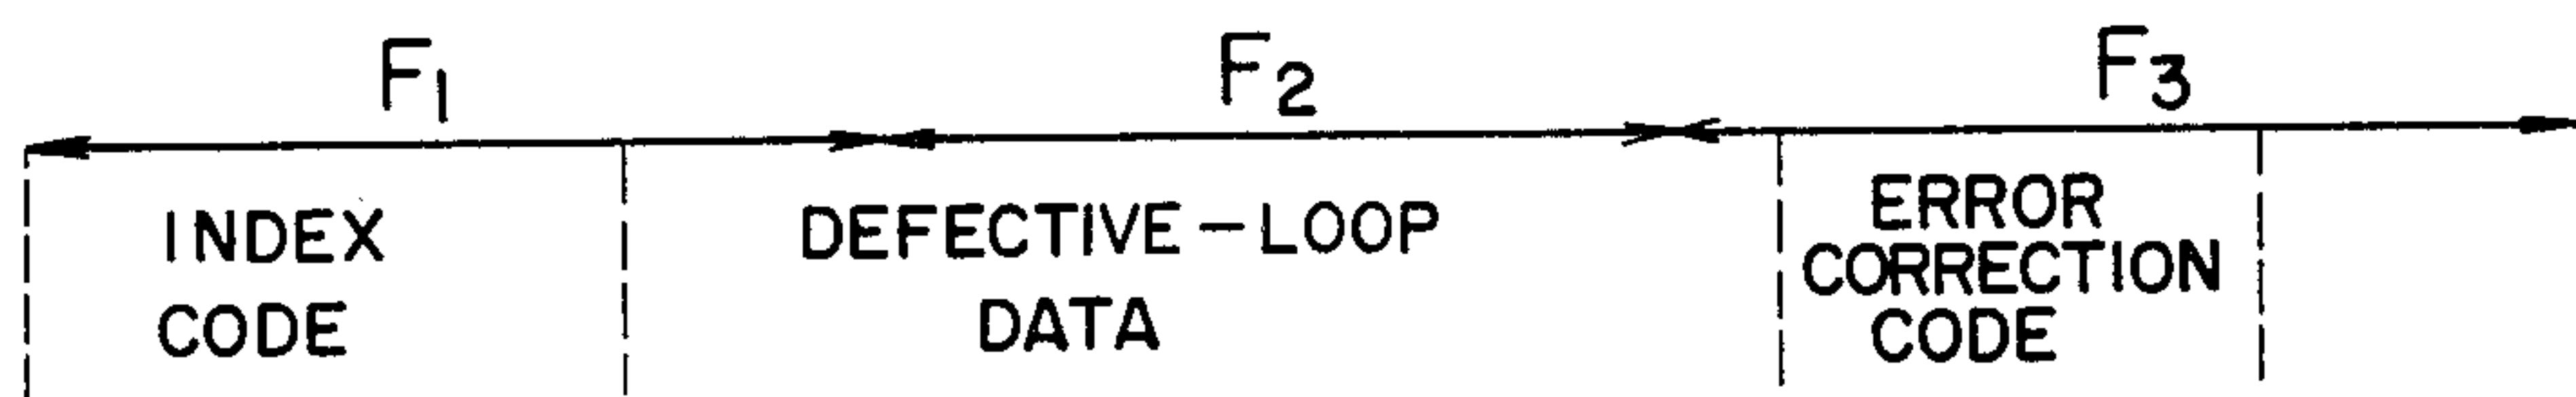 F1 F2 F3
INDEX
CODE
DEFECTIVE-LOOP
DATA
ERROR
CORRECTION
CODE